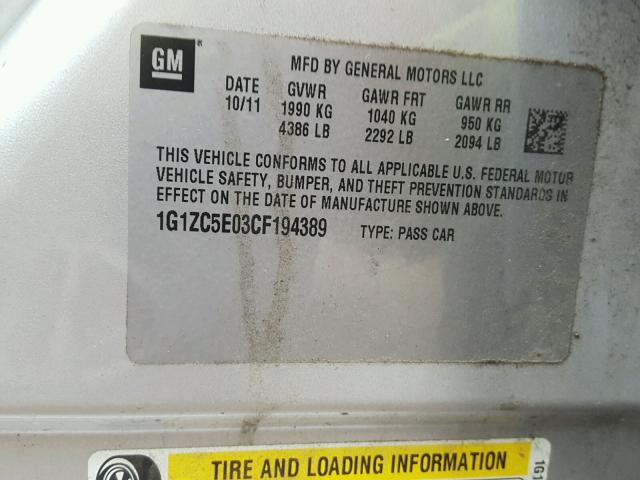 GM
MFD BY GENERAL MOTORS LLC
DATE GVWR GAWR FRT GAWR RR
10/11 1990 KG 1040 KG 950 KG
4386 LB 2292 LB 2094 LB
THIS VEHICLE CONFORMS TO ALL APPLICABLE U.S. FEDERAL MOTOR
VEHICLE SAFETY, BUMPER, AND THEFT PREVENTION STANDARDS IN
EFFECT ON THE DATE OF MANUFACTURE SHOWN ABOVE.
1G1ZC5E03CF194389 TYPE: PASS CAR
TIRE AND LOADING INFORMATION
1G1